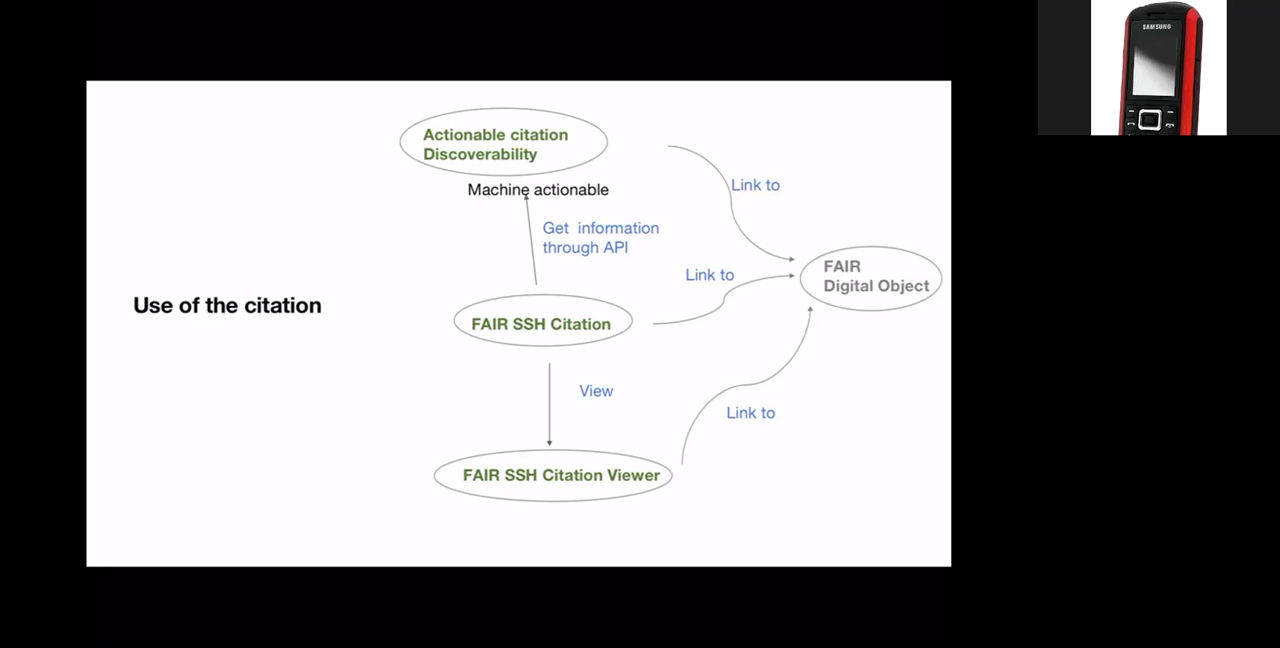 SAMSUNG
Actionable citation
Discoverability
Machine actionable
Link to
Get information
through API
Link to
FAIR
Digital Object
Use of the citation
FAIR SSH Citation
View
Link to
FAIR SSH Citation Viewer